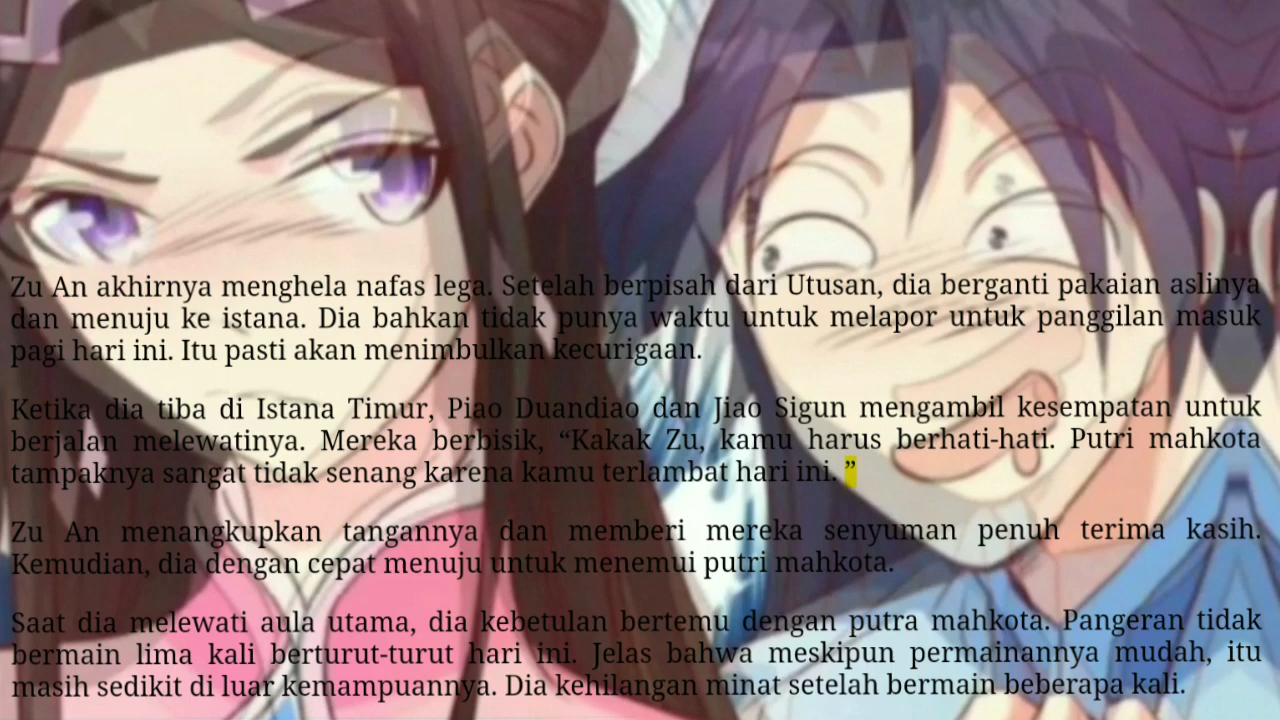 Zu An akhirnya menghela nafas lega. Setelah berpisah dari Utusan, dia berganti pakaian aslinya
dan menuju ke istana. Dia bahkan tidak punya waktu untuk melapor untuk panggilan masuk
pagi hari ini. Itu pasti akan menimbulkan kecurigaan.
Ketika dia tiba di Istana Timur, Piao Duandiao dan Jiao Sigun mengambil kesempatan untuk
berjalan melewatinya. Mereka berbisik, “Kakak Zu, kamu harus berhati-hati. Putri mahkota
tampaknya sangat tidak senang karena kamu terlambat hari ini. ”
Zu An menangkupkan tangannya dan memberi mereka senyuman penuh terima kasih.
Kemudian, dia dengan cepat menuju untuk menemui putri mahkota.
Saat dia melewati aula utama, dia kebetulan bertemu dengan putra mahkota. Pangeran tidak
bermain lima kali berturut-turut hari ini. Jelas bahwa meskipun permainannya mudah, itu
masih sedikit di luar kemampuannya. Dia kehilangan minat setelah bermain beberapa kali.